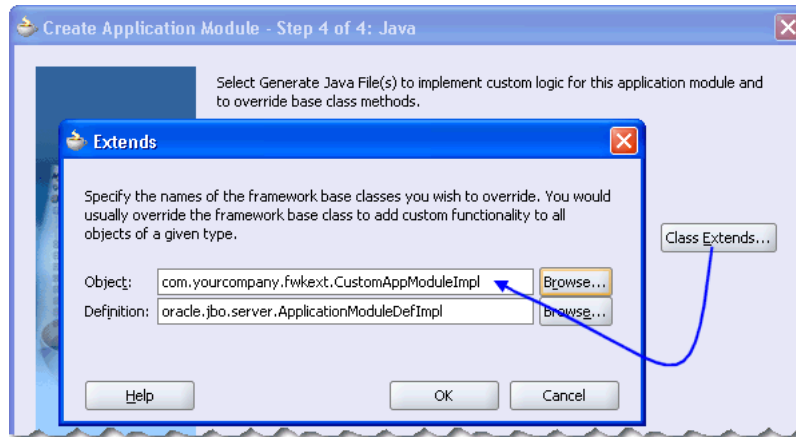 Create Application Module - Step 4 of 4: Java
Select Generate Java File(s) to implement custom logic for this application module and
to override base class methods.
Extends
Specify the names of the framework base classes you wish to override. You would
usually override the framework base class to add custom functionality to all
objects of a given type.
Class Extends...
Object: com.yourcompany.fwkext.CustomAppModuleImpl Browse...
Definition: oracle.jbo.server.ApplicationModuleDefImpl Browse...
Help OK Cancel